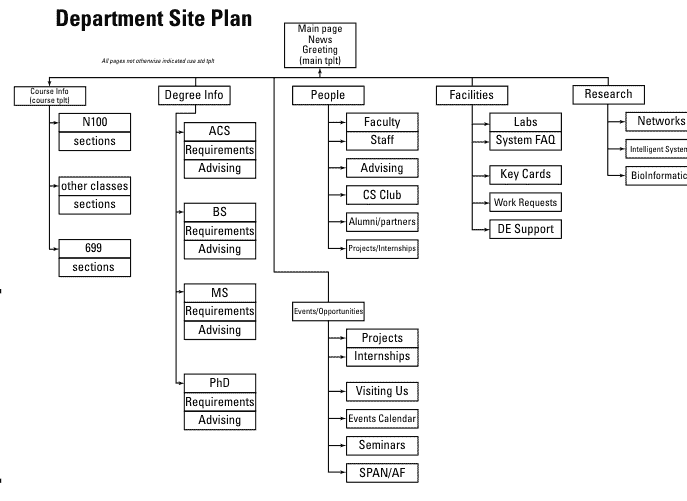 Department Site Plan
Main page
News
Greeting
(main tplt)
All pages not otherwise indicated use std tplt
Course Info
(course tplt)
Degree Info
People
Facilities
Research
N100
sections
other classes
sections
699
sections
ACS
Requirements
Advising
BS
Requirements
Advising
MS
Requirements
Advising
PhD
Requirements
Advising
Faculty
Staff
Advising
CS Club
Alumni/partners
Projects/Internships
Events/Opportunities
Projects
Internships
Visiting Us
Events Calendar
Seminars
SPAN/AF
Labs
System FAQ
Key Cards
Work Requests
DE Support
Networks
Intelligent System
BioInformatic